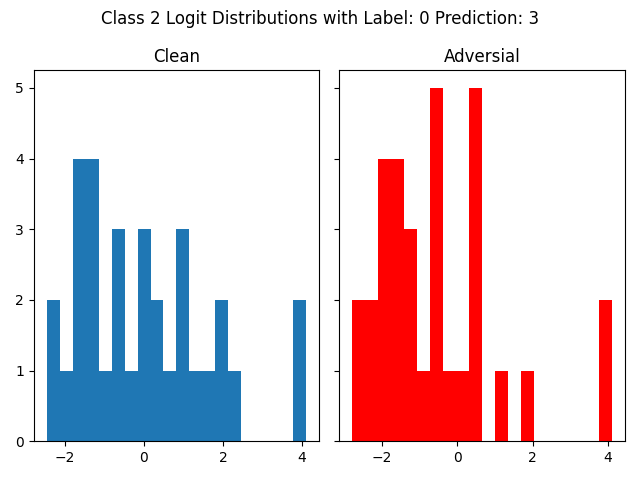 Class 2 Logit Distributions with Label: 0 Prediction: 3
Clean
Adversial
5
4
3
2
1
0
−2 0 2 4
−2 0 2 4